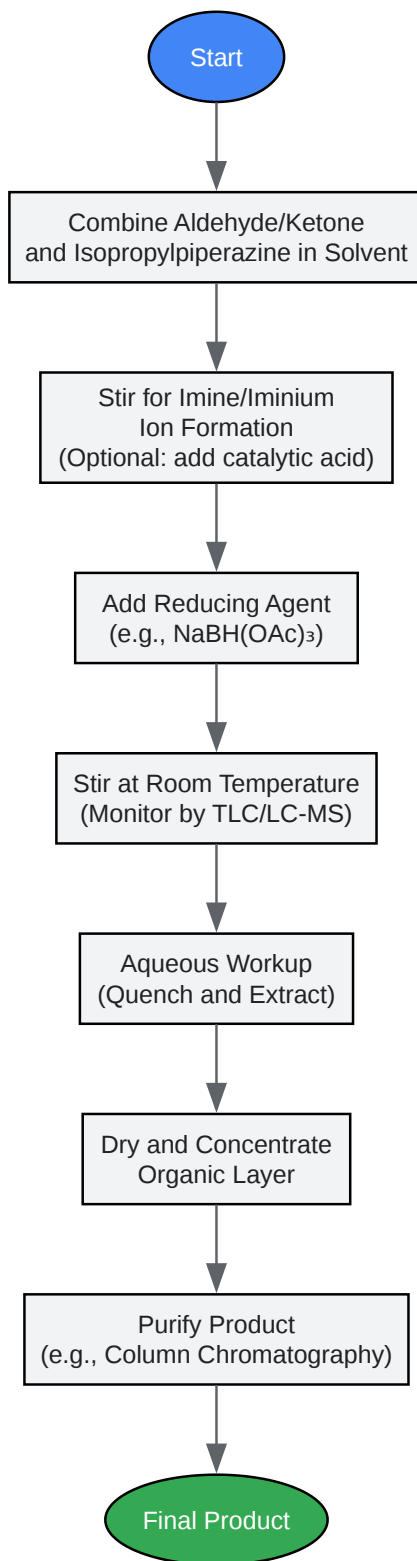 Start
Combine Aldehyde/Ketone
and Isopropylpiperazine in Solvent
Stir for Imine/Iminium
Ion Formation
(Optional: add catalytic acid)
Add Reducing Agent
(e.g., NaBH(OAc)₃)
Stir at Room Temperature
(Monitor by TLC/LC-MS)
Aqueous Workup
(Quench and Extract)
Dry and Concentrate
Organic Layer
Purify Product
(e.g., Column Chromatography)
Final Product